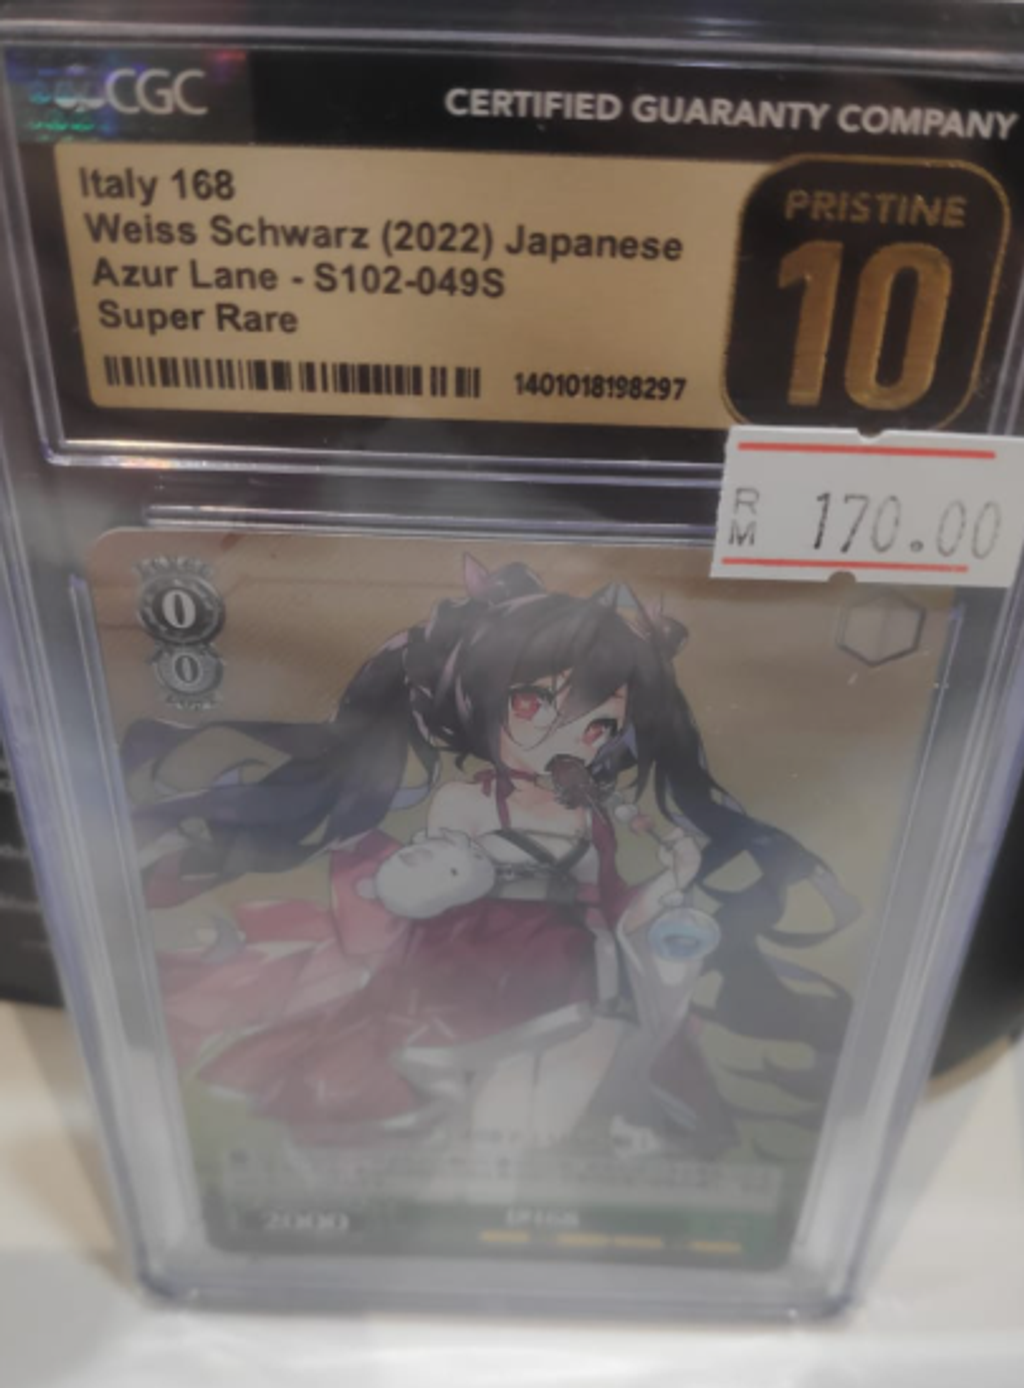 CGC
CERTIFIED GUARANTY COMPANY
Italy 168
Weiss Schwarz (2022) Japanese
Azur Lane - S102-049S
Super Rare
1401018198297
PRISTINE
10
RM 170.00
0
0
2000